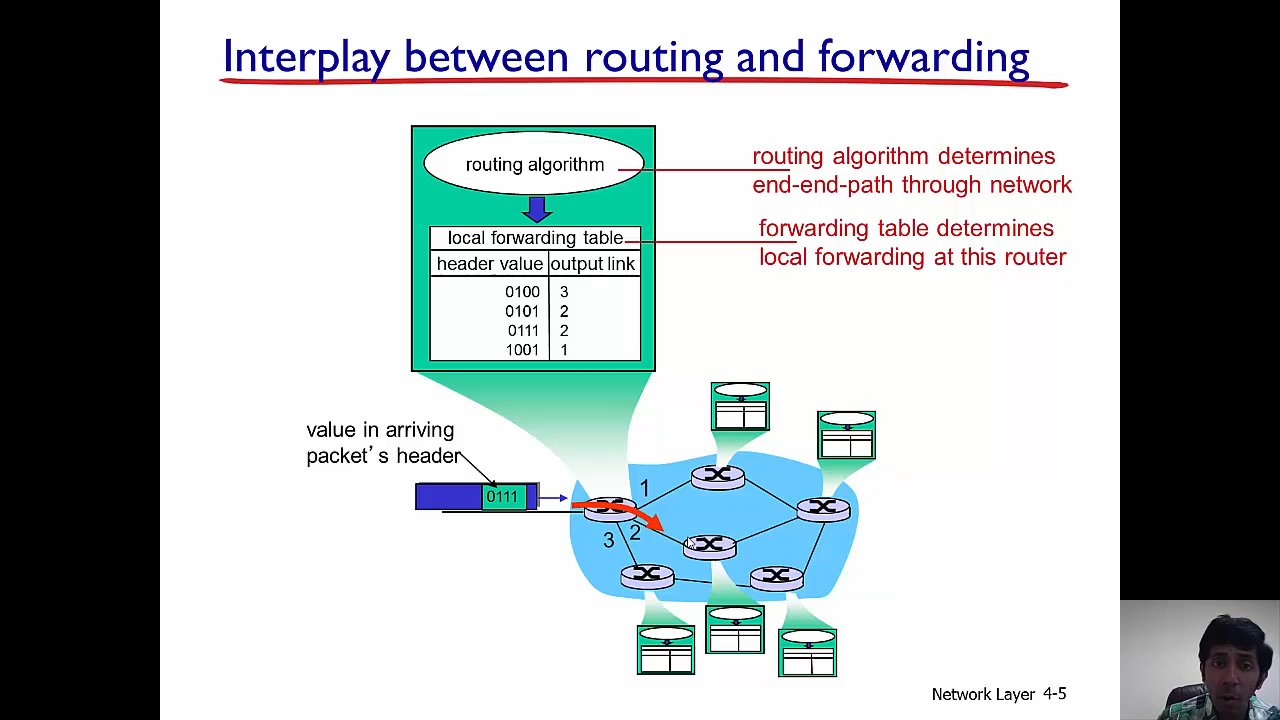 Interplay between routing and forwarding
routing algorithm
routing algorithm determines
end-end-path through network
local forwarding table
forwarding table determines
local forwarding at this router
header value output link
0100 3
0101 2
0111 2
1001 1
value in arriving
packet's header
0111
1
2
3
Network Layer 4-5